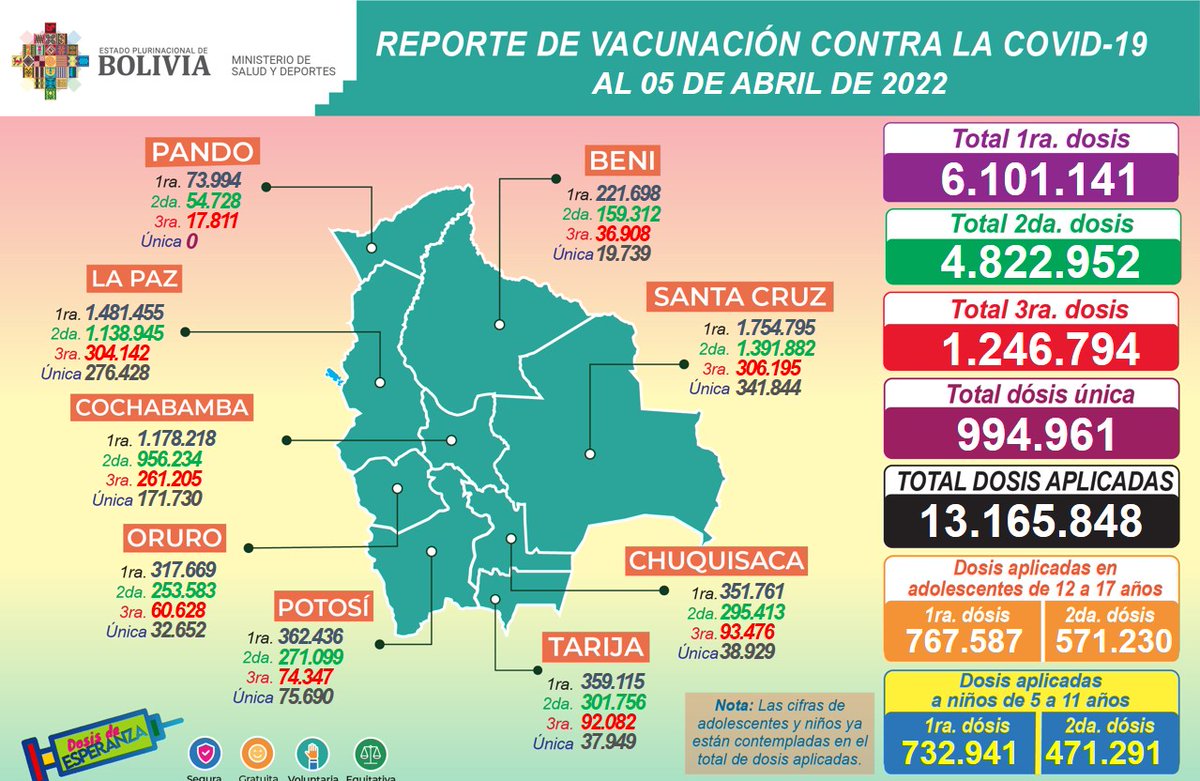 ESTADO PLURINACIONAL DE
BOLIVIA
MINISTERIO DE
SALUD Y DEPORTES
REPORTE DE VACUNACIÓN CONTRA LA COVID-19
AL 05 DE ABRIL DE 2022
PANDO
1ra. 73.994
2da. 54.728
3ra. 17.811
Única 0
BENI
1ra. 221.698
2da. 159.312
3ra. 36.908
Única 19.739
LA PAZ
1ra. 1.481.455
2da. 1.138.945
3ra. 304.142
Única 276.428
SANTA CRUZ
1ra. 1.754.795
2da. 1.391.882
3ra. 306.195
Única 341.844
COCHABAMBA
1ra. 1.178.218
2da. 956.234
3ra. 261.205
Única 171.730
ORURO
1ra. 317.669
2da. 253.583
3ra. 60.628
Única 32.652
CHUQUISACA
1ra. 351.761
2da. 295.413
3ra. 93.476
Única 38.929
POTOSÍ
1ra. 362.436
2da. 271.099
3ra. 74.347
Única 75.690
TARIJA
1ra. 359.115
2da. 301.756
3ra. 92.082
Única 37.949
Total 1ra. dosis
6.101.141
Total 2da. dosis
4.822.952
Total 3ra. dosis
1.246.794
Total dósis única
994.961
TOTAL DOSIS APLICADAS
13.165.848
Dosis aplicadas en
adolescentes de 12 a 17 años
1ra. dósis
767.587
2da. dósis
571.230
Dosis aplicadas
a niños de 5 a 11 años
1ra. dósis
732.941
2da. dósis
471.291
Nota: Las cifras de
adolescentes y niños ya
están contempladas en el
total de dosis aplicadas.
Dosis de
ESPERANZA
Segura
Gratuita
Voluntaria
Equitativa